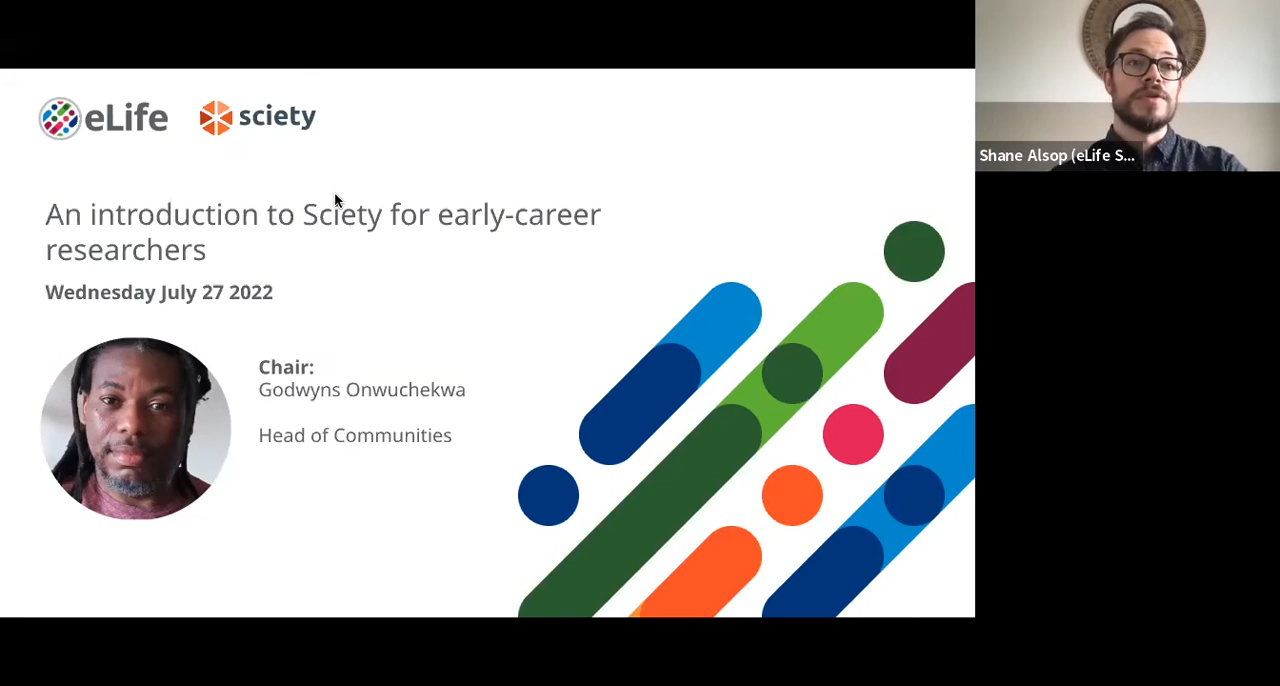 eLife
sciety
An introduction to Sciety for early-career
researchers
Wednesday July 27 2022
Chair:
Godwyns Onwuchekwa
Head of Communities
Shane Alsop (eLife S...